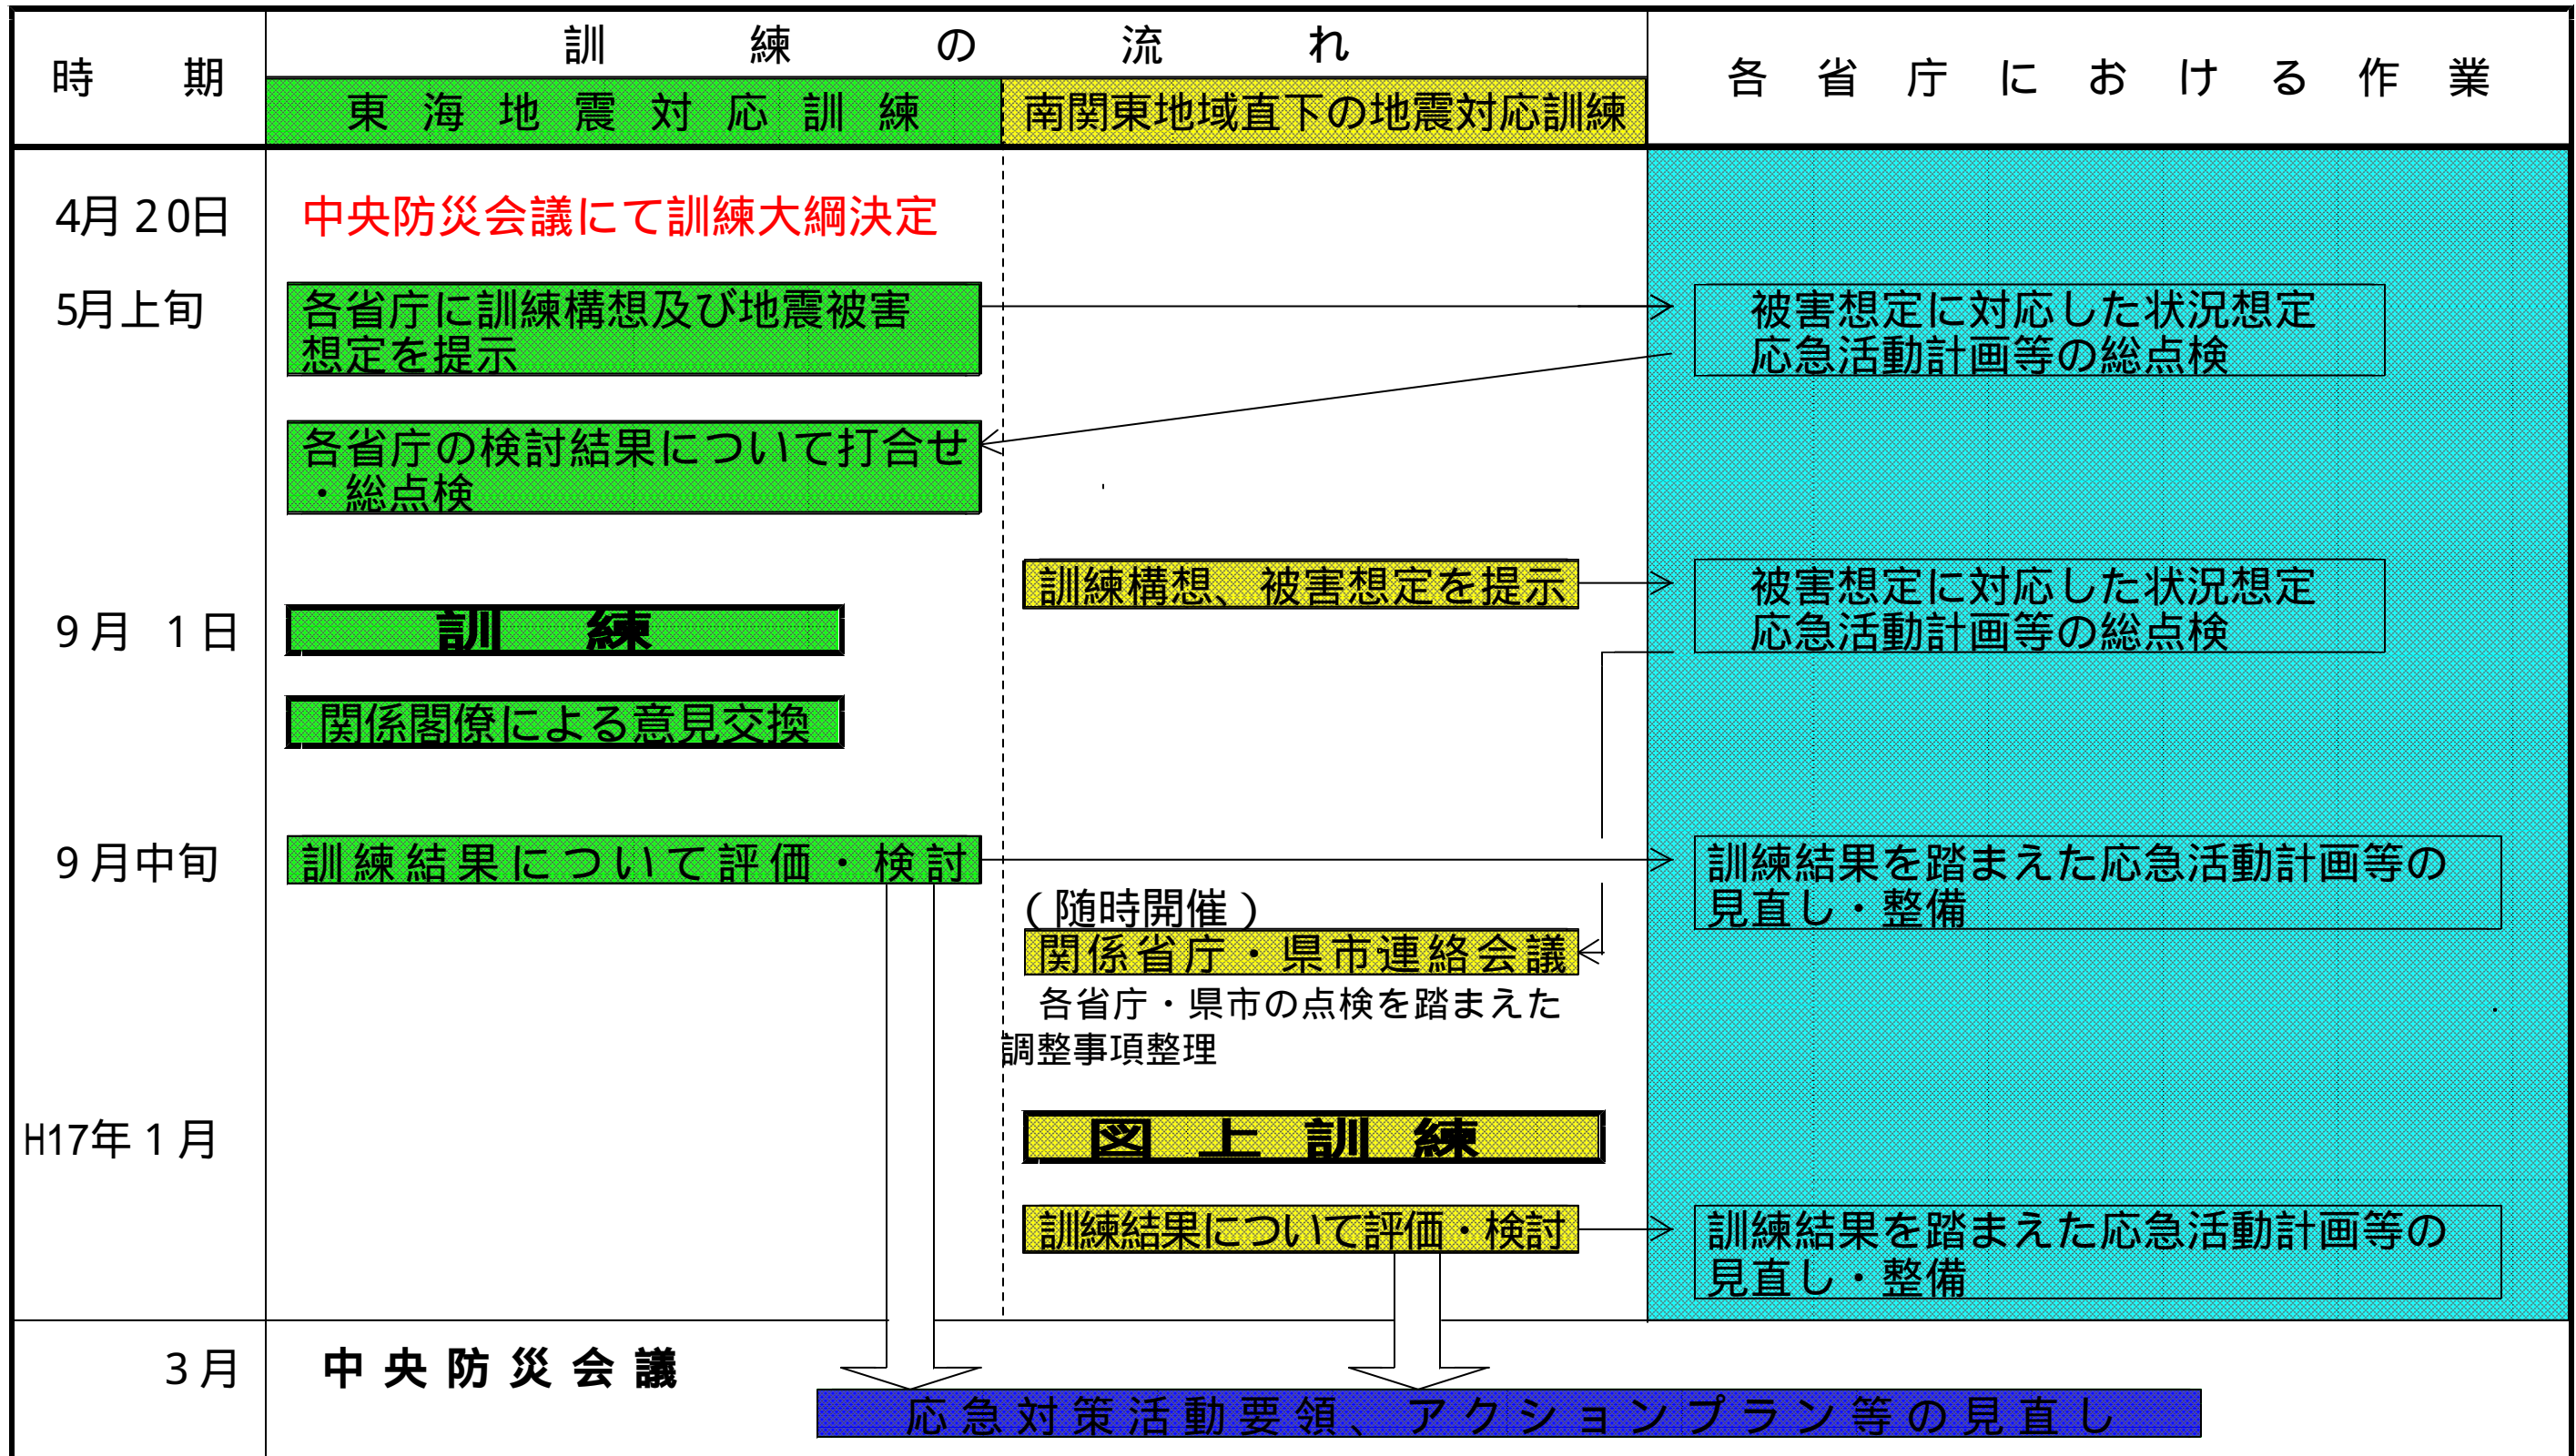 時 期
訓 練 の 流 れ
各 省 庁 に お け る 作 業
東 海 地 震 対 応 訓 練
南関東地域直下の地震対応訓練
4月20日
中央防災会議にて訓練大綱決定
5月上旬
各省庁に訓練構想及び地震被害
想定を提示
被害想定に対応した状況想定
応急活動計画等の総点検
各省庁の検討結果について打合せ
・総点検
訓練構想、被害想定を提示
被害想定に対応した状況想定
応急活動計画等の総点検
9月 1日
訓 練
関係閣僚による意見交換
9月中旬
訓練結果について評価・検討
訓練結果を踏まえた応急活動計画等の
見直し・整備
(随時開催)
関係省庁・県市連絡会議
各省庁・県市の点検を踏まえた
調整事項整理
H17年1月
図 上 訓 練
訓練結果について評価・検討
訓練結果を踏まえた応急活動計画等の
見直し・整備
3月
中央防災会議
応急対策活動要領、アクションプラン等の見直し